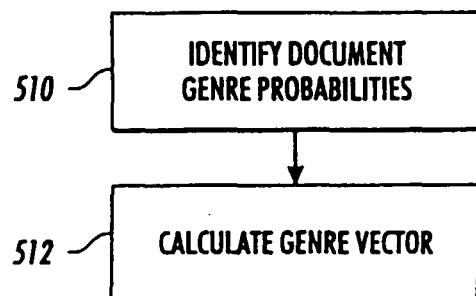 510
IDENTIFY DOCUMENT
GENRE PROBABILITIES
512
CALCULATE GENRE VECTOR